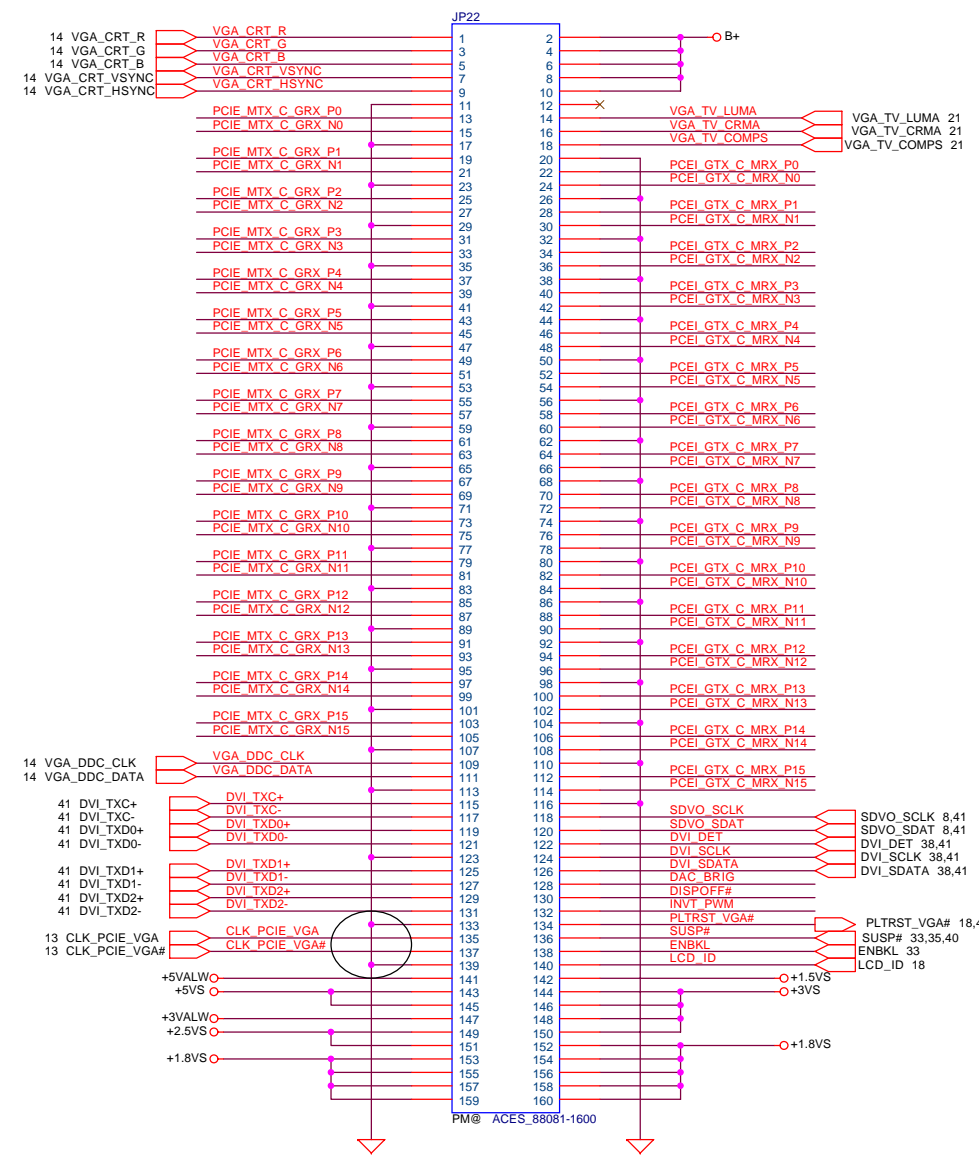 JP22
14 VGA_CRT_R VGA_CRT_R 1 2 B+
14 VGA_CRT_G VGA_CRT_G 3 4
14 VGA_CRT_B VGA_CRT_B 5 6
14 VGA_CRT_VSYNC VGA_CRT_VSYNC 7 8
14 VGA_CRT_HSYNC VGA_CRT_HSYNC 9 10
11 12
PCIE_MTX_C_GRX_P0 13 14 VGA_TV_LUMA VGA_TV_LUMA 21
PCIE_MTX_C_GRX_N0 15 16 VGA_TV_CRMA VGA_TV_CRMA 21
17 18 VGA_TV_COMPS VGA_TV_COMPS 21
PCIE_MTX_C_GRX_P1 19 20
PCIE_MTX_C_GRX_N1 21 22 PCEI_GTX_C_MRX_P0
23 24 PCEI_GTX_C_MRX_N0
PCIE_MTX_C_GRX_P2 25 26
PCIE_MTX_C_GRX_N2 27 28 PCEI_GTX_C_MRX_P1
29 30 PCEI_GTX_C_MRX_N1
PCIE_MTX_C_GRX_P3 31 32
PCIE_MTX_C_GRX_N3 33 34 PCEI_GTX_C_MRX_P2
35 36 PCEI_GTX_C_MRX_N2
PCIE_MTX_C_GRX_P4 37 38
PCIE_MTX_C_GRX_N4 39 40 PCEI_GTX_C_MRX_P3
41 42 PCEI_GTX_C_MRX_N3
PCIE_MTX_C_GRX_P5 43 44
PCIE_MTX_C_GRX_N5 45 46 PCEI_GTX_C_MRX_P4
47 48 PCEI_GTX_C_MRX_N4
PCIE_MTX_C_GRX_P6 49 50
PCIE_MTX_C_GRX_N6 51 52 PCEI_GTX_C_MRX_P5
53 54 PCEI_GTX_C_MRX_N5
PCIE_MTX_C_GRX_P7 55 56
PCIE_MTX_C_GRX_N7 57 58 PCEI_GTX_C_MRX_P6
59 60 PCEI_GTX_C_MRX_N6
PCIE_MTX_C_GRX_P8 61 62
PCIE_MTX_C_GRX_N8 63 64 PCEI_GTX_C_MRX_P7
65 66 PCEI_GTX_C_MRX_N7
PCIE_MTX_C_GRX_P9 67 68
PCIE_MTX_C_GRX_N9 69 70 PCEI_GTX_C_MRX_P8
71 72 PCEI_GTX_C_MRX_N8
PCIE_MTX_C_GRX_P10 73 74
PCIE_MTX_C_GRX_N10 75 76 PCEI_GTX_C_MRX_P9
77 78 PCEI_GTX_C_MRX_N9
PCIE_MTX_C_GRX_P11 79 80
PCIE_MTX_C_GRX_N11 81 82 PCEI_GTX_C_MRX_P10
83 84 PCEI_GTX_C_MRX_N10
PCIE_MTX_C_GRX_P12 85 86
PCIE_MTX_C_GRX_N12 87 88 PCEI_GTX_C_MRX_P11
89 90 PCEI_GTX_C_MRX_N11
PCIE_MTX_C_GRX_P13 91 92
PCIE_MTX_C_GRX_N13 93 94 PCEI_GTX_C_MRX_P12
95 96 PCEI_GTX_C_MRX_N12
PCIE_MTX_C_GRX_P14 97 98
PCIE_MTX_C_GRX_N14 99 100 PCEI_GTX_C_MRX_P13
101 102 PCEI_GTX_C_MRX_N13
PCIE_MTX_C_GRX_P15 103 104
PCIE_MTX_C_GRX_N15 105 106 PCEI_GTX_C_MRX_P14
107 108 PCEI_GTX_C_MRX_N14
14 VGA_DDC_CLK VGA_DDC_CLK 109 110
14 VGA_DDC_DATA VGA_DDC_DATA 111 112 PCEI_GTX_C_MRX_P15
113 114 PCEI_GTX_C_MRX_N15
41 DVI_TXC+ DVI_TXC+ 115 116
41 DVI_TXC- DVI_TXC- 117 118 SDVO_SCLK SDVO_SCLK 8,41
41 DVI_TXD0+ DVI_TXD0+ 119 120 SDVO_SDAT SDVO_SDAT 8,41
41 DVI_TXD0- DVI_TXD0- 121 122 DVI_DET DVI_DET 38,41
123 124 DVI_SCLK DVI_SCLK 38,41
41 DVI_TXD1+ DVI_TXD1+ 125 126 DVI_SDATA DVI_SDATA 38,41
41 DVI_TXD1- DVI_TXD1- 127 128 DAC_BRIG
41 DVI_TXD2+ DVI_TXD2+ 129 130 DISPOFF#
41 DVI_TXD2- DVI_TXD2- 131 132 INVT_PWM
133 134 PLTRST_VGA# PLTRST_VGA# 18,4
13 CLK_PCIE_VGA CLK_PCIE_VGA 135 136 SUSP# SUSP# 33,35,40
13 CLK_PCIE_VGA# CLK_PCIE_VGA# 137 138 ENBKL ENBKL 33
139 140 LCD_ID LCD_ID 18
+5VALW 141 142 +1.5VS
+5VS 143 144 +3VS
145 146
+3VALW 147 148
+2.5VS 149 150
151 152 +1.8VS
+1.8VS 153 154
155 156
157 158
159 160
PM@ ACES_88081-1600